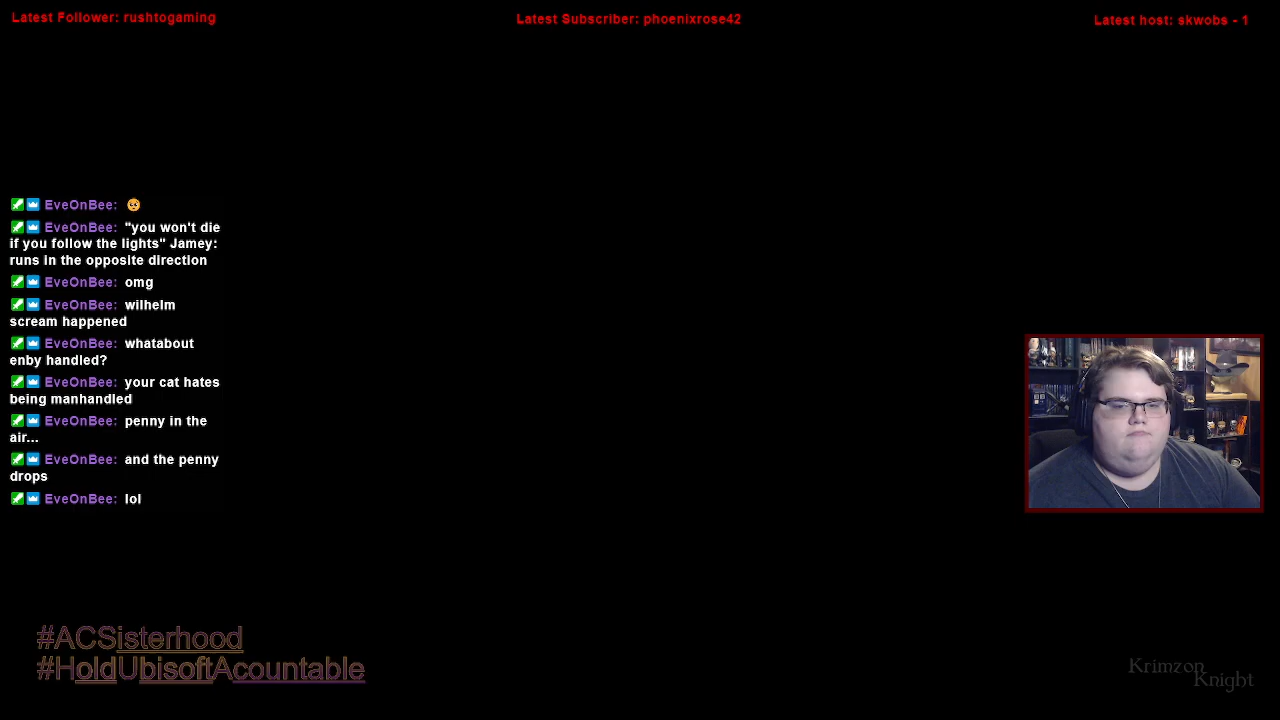 Latest Follower: rushtogaming
Latest Subscriber: phoenixrose42
Latest host: skwobs - 1
EveOnBee:
EveOnBee: "you won't die
if you follow the lights" Jamey:
runs in the opposite direction
EveOnBee: omg
EveOnBee: wilhelm
scream happened
EveOnBee: whatabout
enby handled?
EveOnBee: your cat hates
being manhandled
EveOnBee: penny in the
air...
EveOnBee: and the penny
drops
EveOnBee: lol
#ACSisterhood
#HoldUbisoftAcountable
Krimzon
Knight